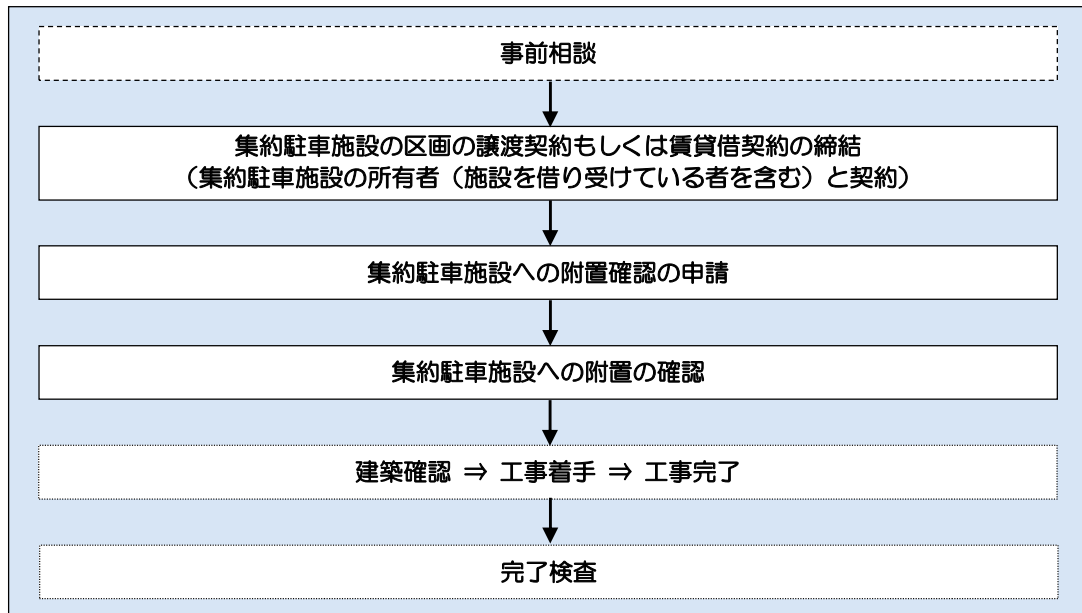 事前相談
集約駐車施設の区画の譲渡契約もしくは賃貸借契約の締結
（集約駐車施設の所有者（施設を借り受けている者を含む）と契約）
集約駐車施設への附置確認の申請
集約駐車施設への附置の確認
建築確認 ⇒ 工事着手 ⇒ 工事完了
完了検査